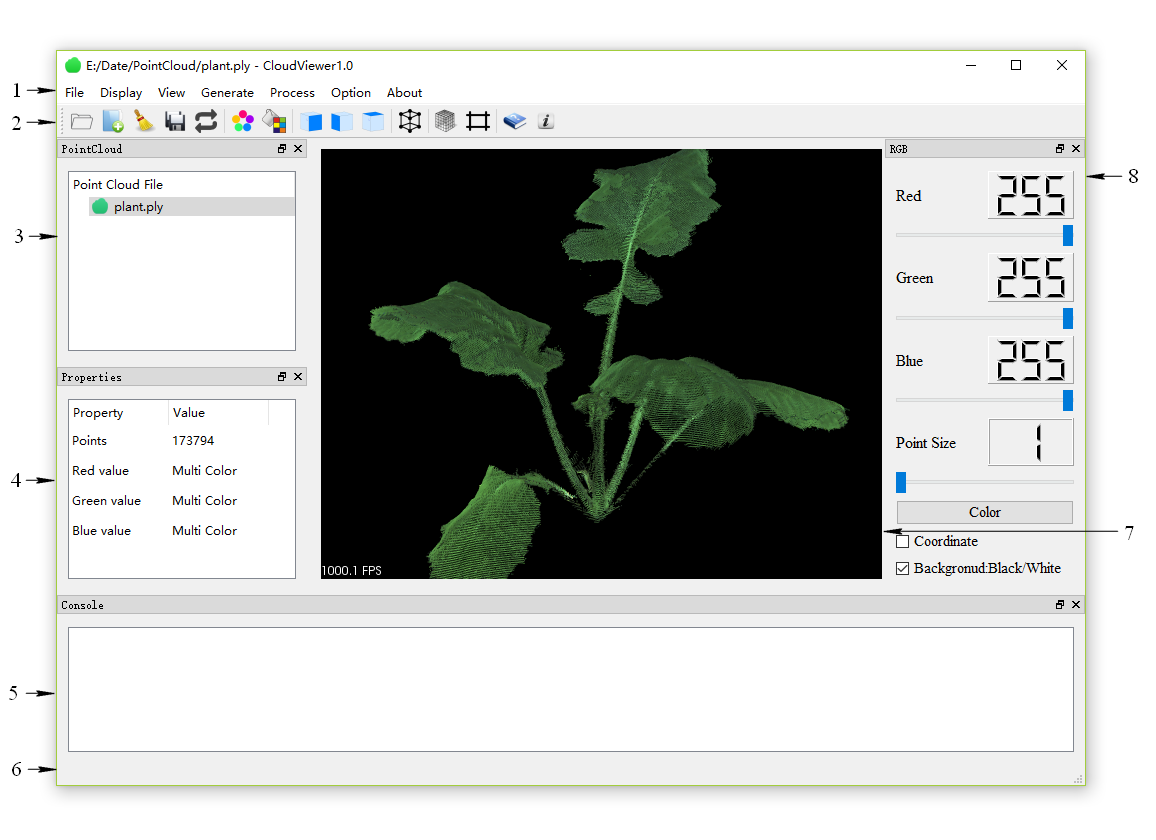 E:/Date/PointCloud/plant.ply - CloudViewer1.0
1
File Display View Generate Process Option About
2
PointCloud
RGB
Point Cloud File
plant.ply
8
Red 255
3
Green 255
Blue 255
Properties
Property Value
Points 173794
Red value Multi Color
Green value Multi Color
Blue value Multi Color
4
Point Size 1
Color
7
Coordinate
Backgronud:Black/White
1000.1 FPS
Console
5
6